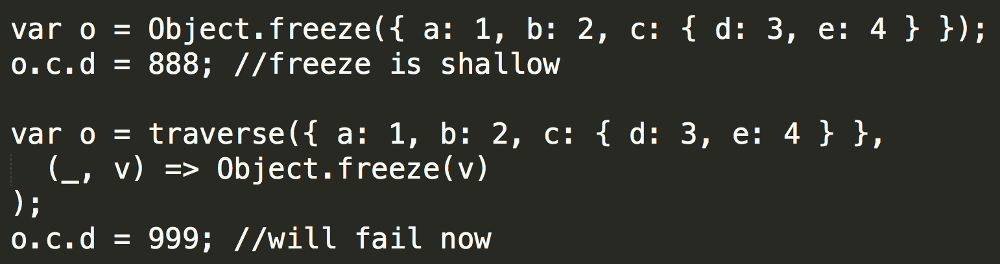 var o = Object.freeze({ a: 1, b: 2, c: { d: 3, e: 4 } });
o.c.d = 888; //freeze is shallow
var o = traverse({ a: 1, b: 2, c: { d: 3, e: 4 } },
(_, v) => Object.freeze(v)
);
o.c.d = 999; //will fail now